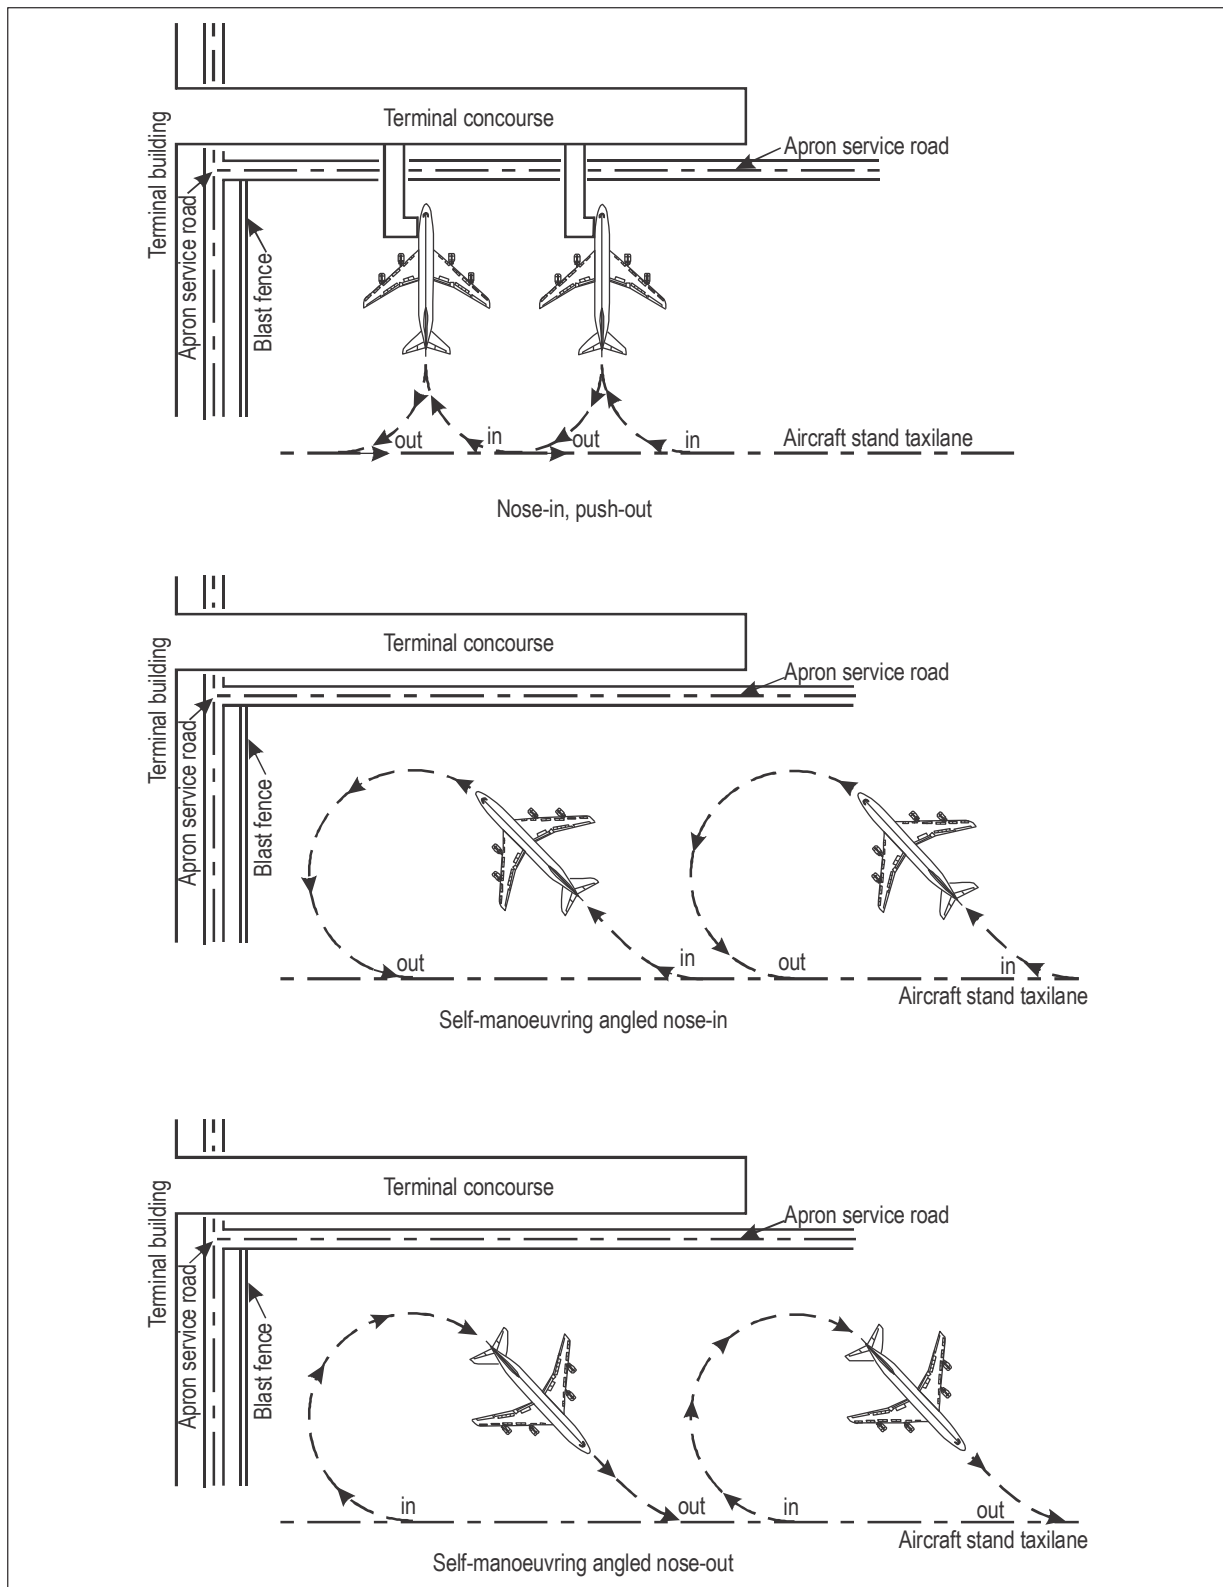 Terminal concourse
Apron service road
Terminal building
Apron service road
Blast fence
out
in
out
in
Aircraft stand taxilane
Nose-in, push-out
Terminal concourse
Apron service road
Terminal building
Apron service road
Blast fence
out
in
out
in
Aircraft stand taxilane
Self-manoeuvring angled nose-in
Terminal concourse
Apron service road
Terminal building
Apron service road
Blast fence
in
out
in
out
Aircraft stand taxilane
Self-manoeuvring angled nose-out